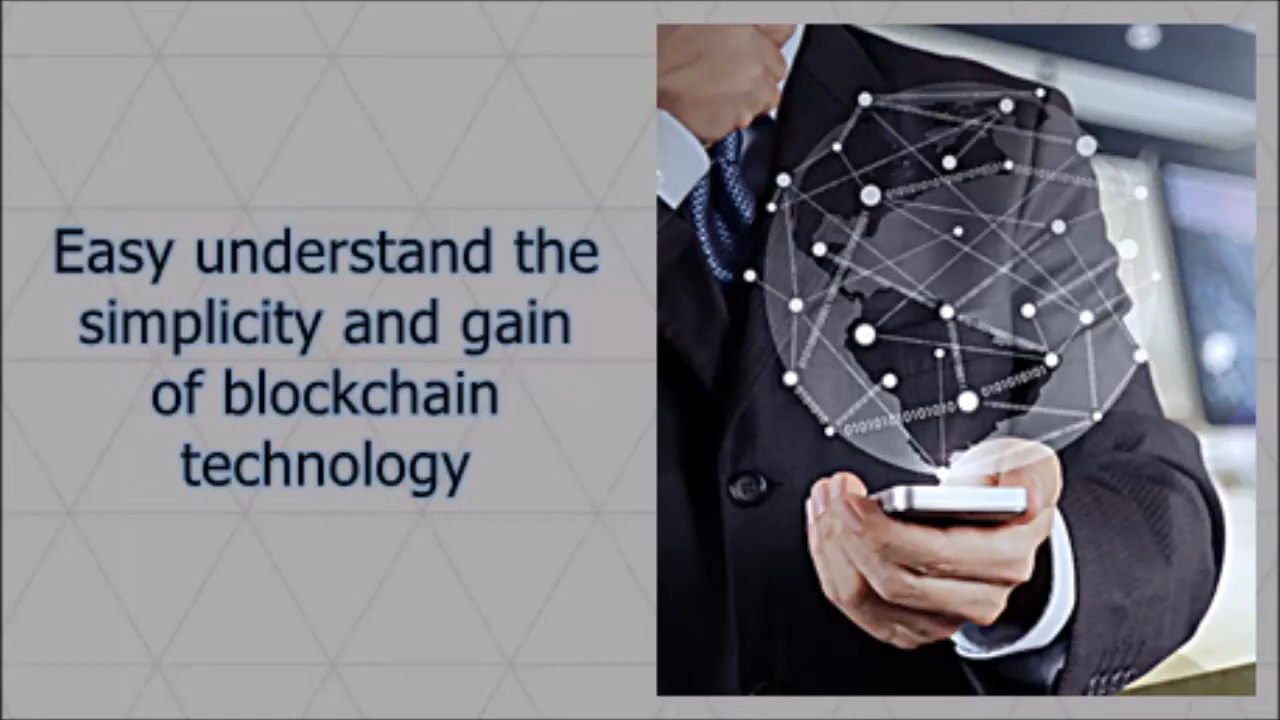 Easy understand the
simplicity and gain
of blockchain
technology